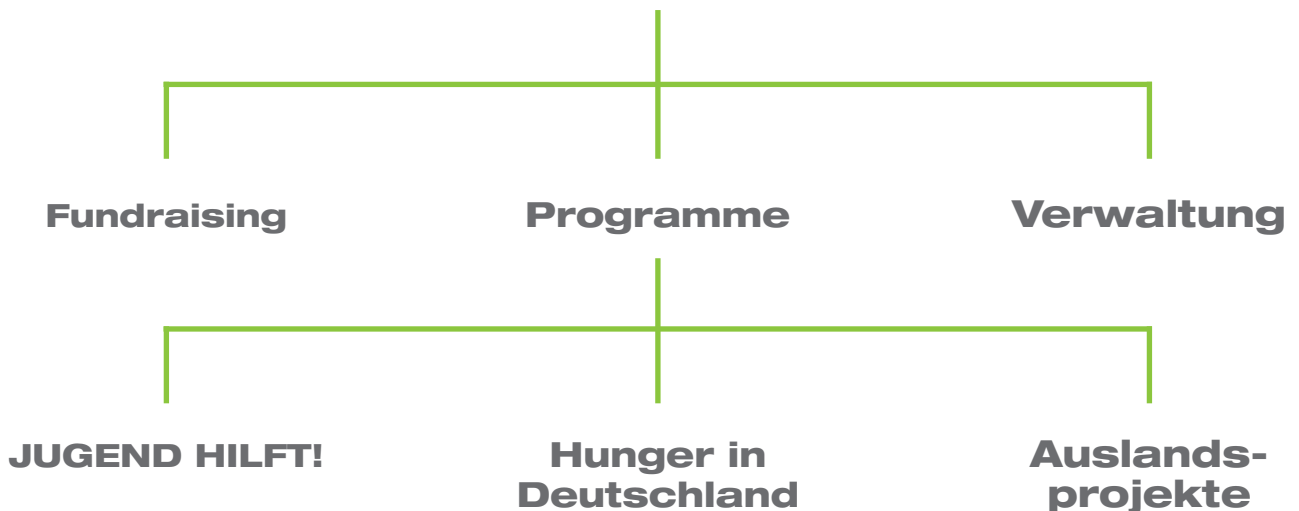 Fundraising
Programme
Verwaltung
JUGEND HILFT!
Hunger in
Deutschland
Auslands-
projekte